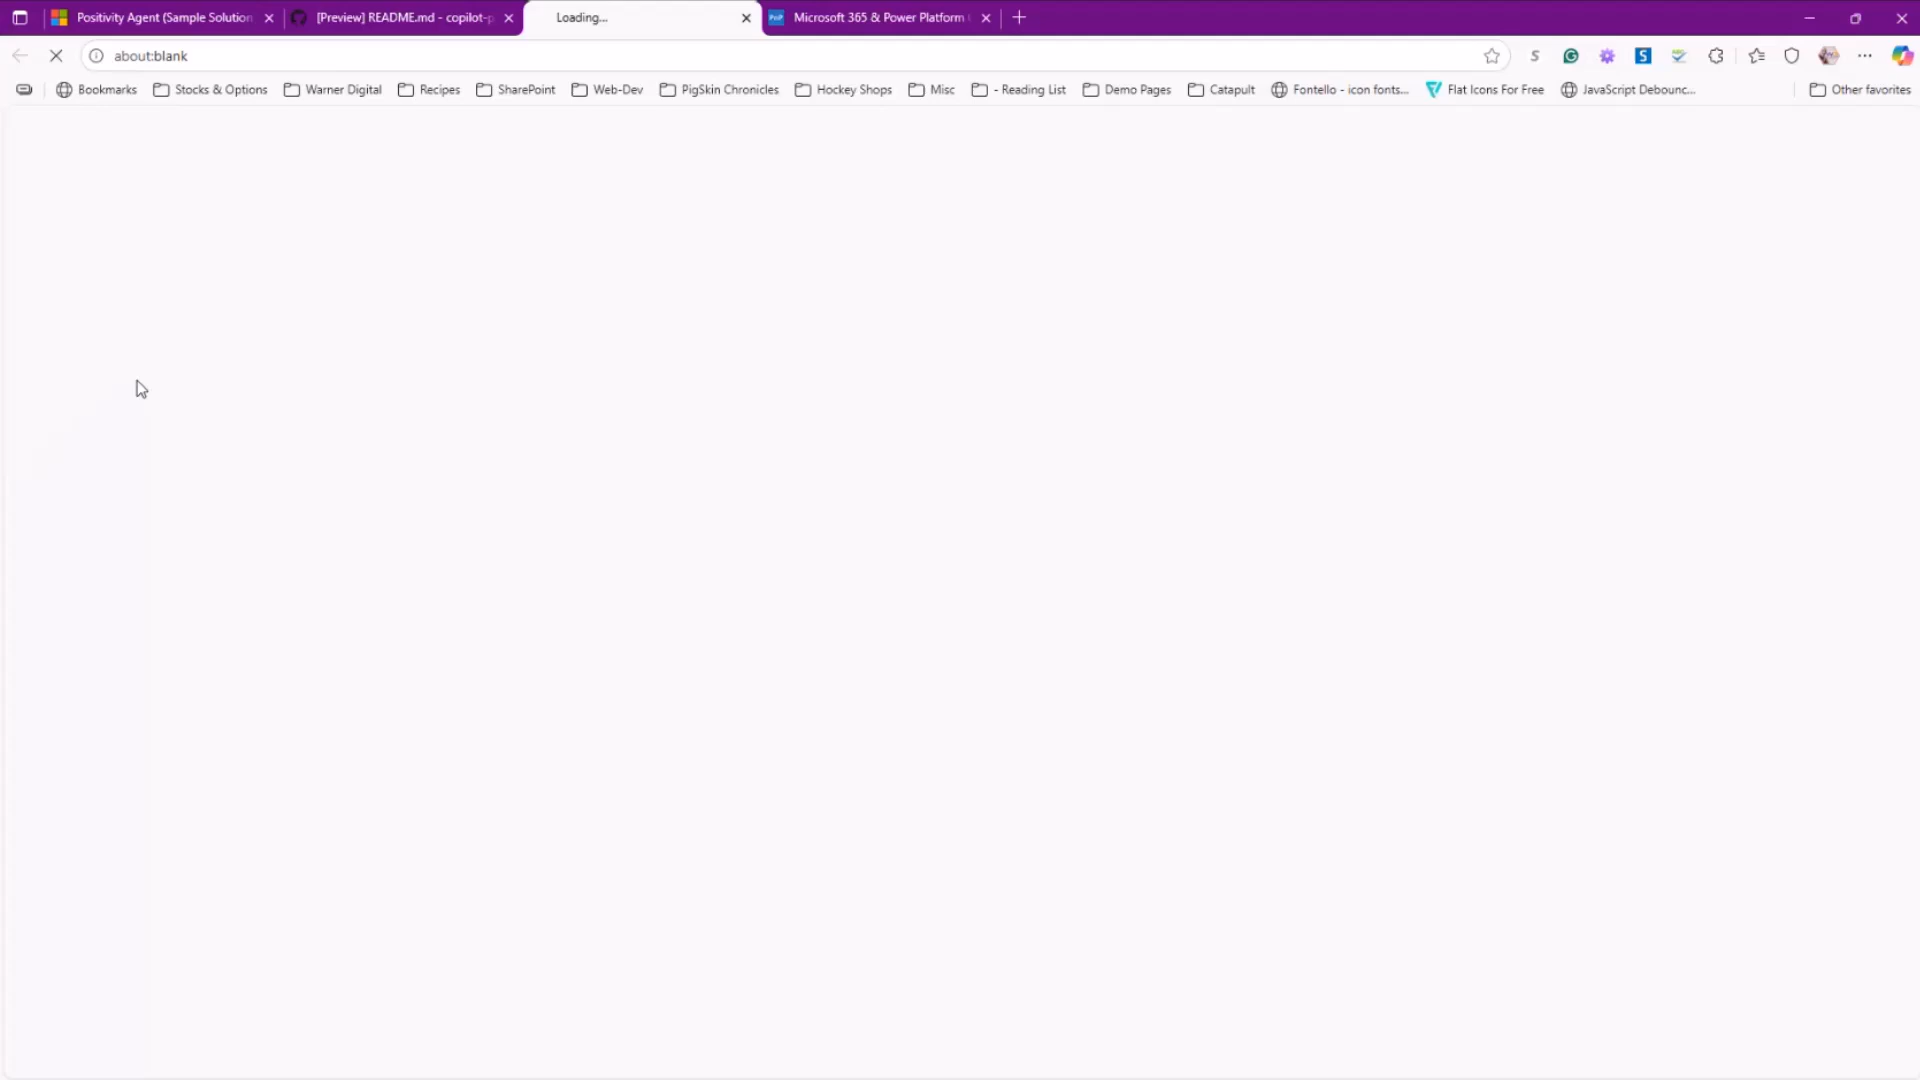 Positivity Agent (Sample Solution
[Preview] README.md - copilot-p
Loading...
PnP
Microsoft 365 & Power Platform
about:blank
Bookmarks
Stocks & Options
Warner Digital
Recipes
SharePoint
Web-Dev
PigSkin Chronicles
Hockey Shops
Misc
- Reading List
Demo Pages
Catapult
Fontello - icon fonts...
Flat Icons For Free
JavaScript Debounc...
Other favorites